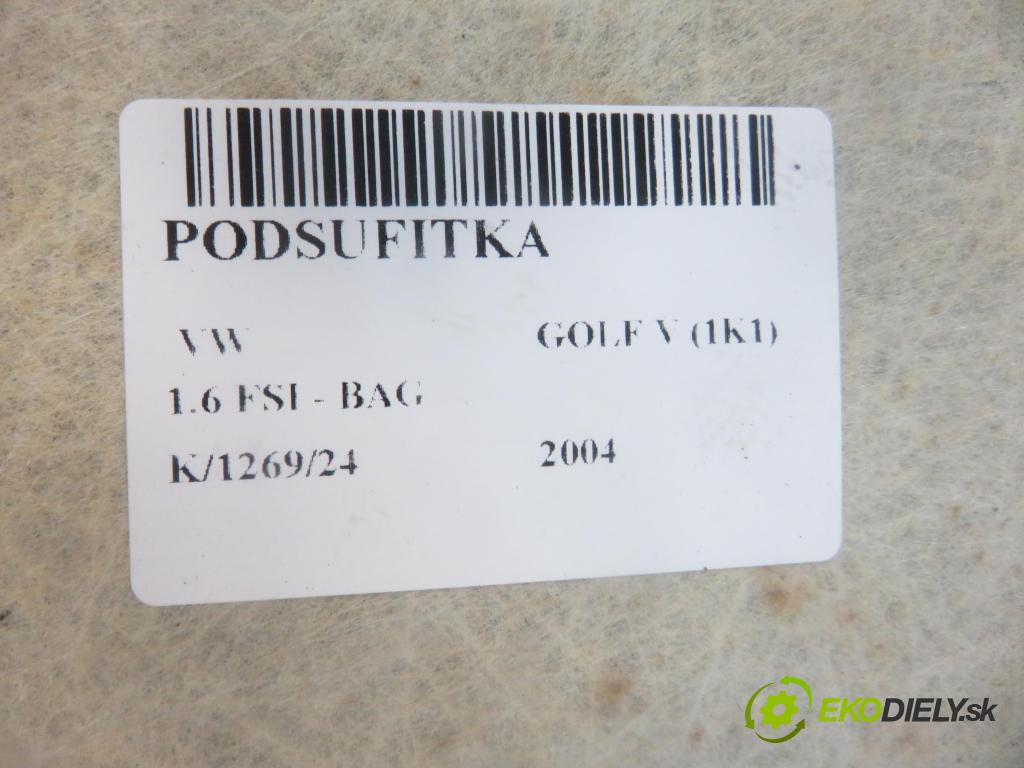 PODSUFITKA
VW GOLF V (1K1)
1.6 FSI - BAG
K/1269/24 2004
EKODIELY.sk